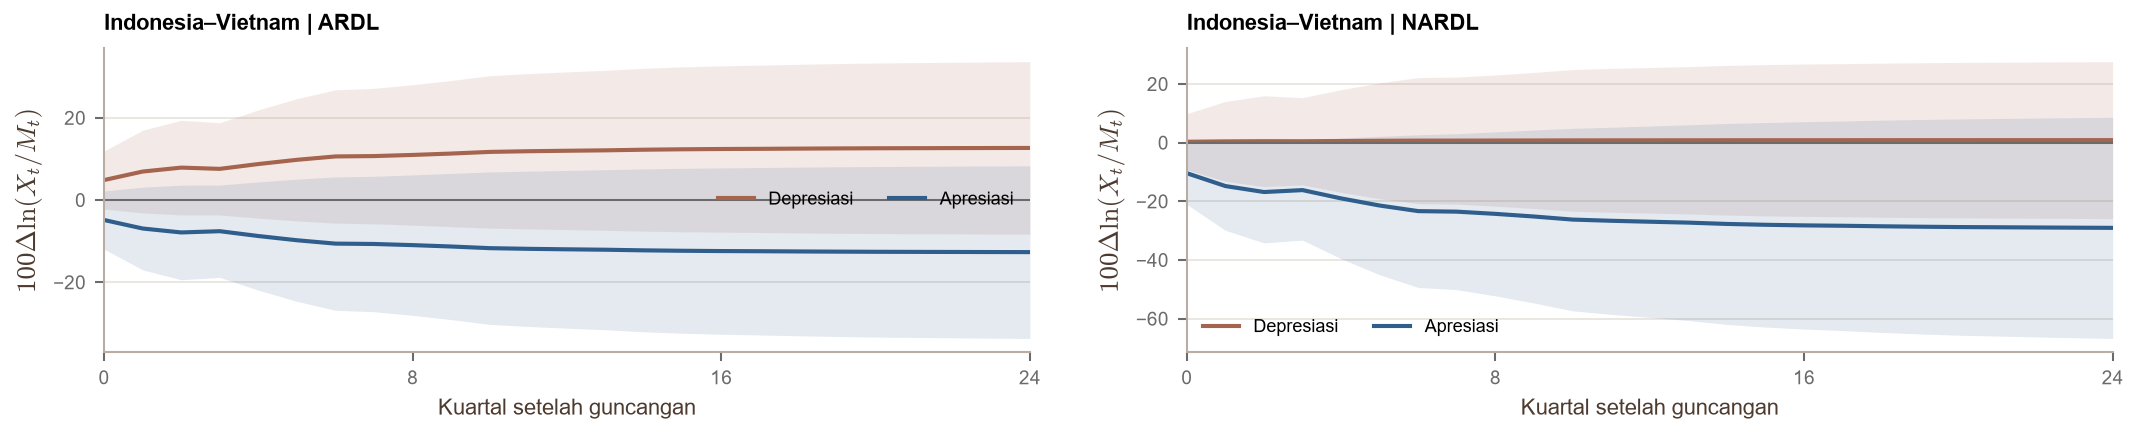 Indonesia–Vietnam | ARDL
100Δln(X_t/M_t)
20
0
−20
Depresiasi
Apresiasi
0
8
16
24
Kuartal setelah guncangan
Indonesia–Vietnam | NARDL
100Δln(X_t/M_t)
20
0
−20
−40
−60
Depresiasi
Apresiasi
0
8
16
24
Kuartal setelah guncangan